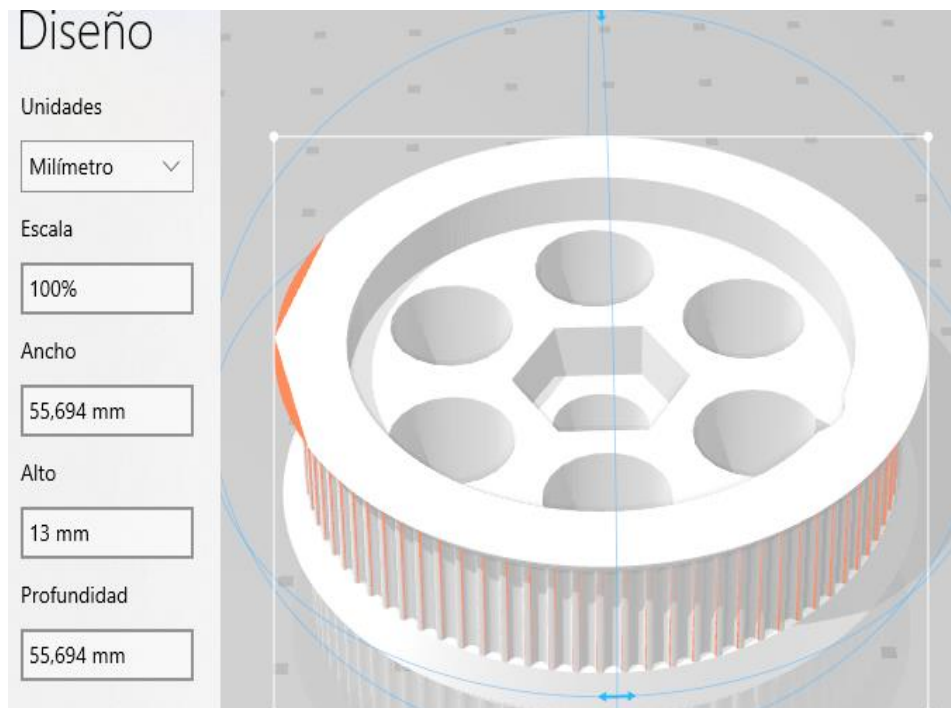 Diseño
Unidades
Milímetro
Escala
100%
Ancho
55,694 mm
Alto
13 mm
Profundidad
55,694 mm